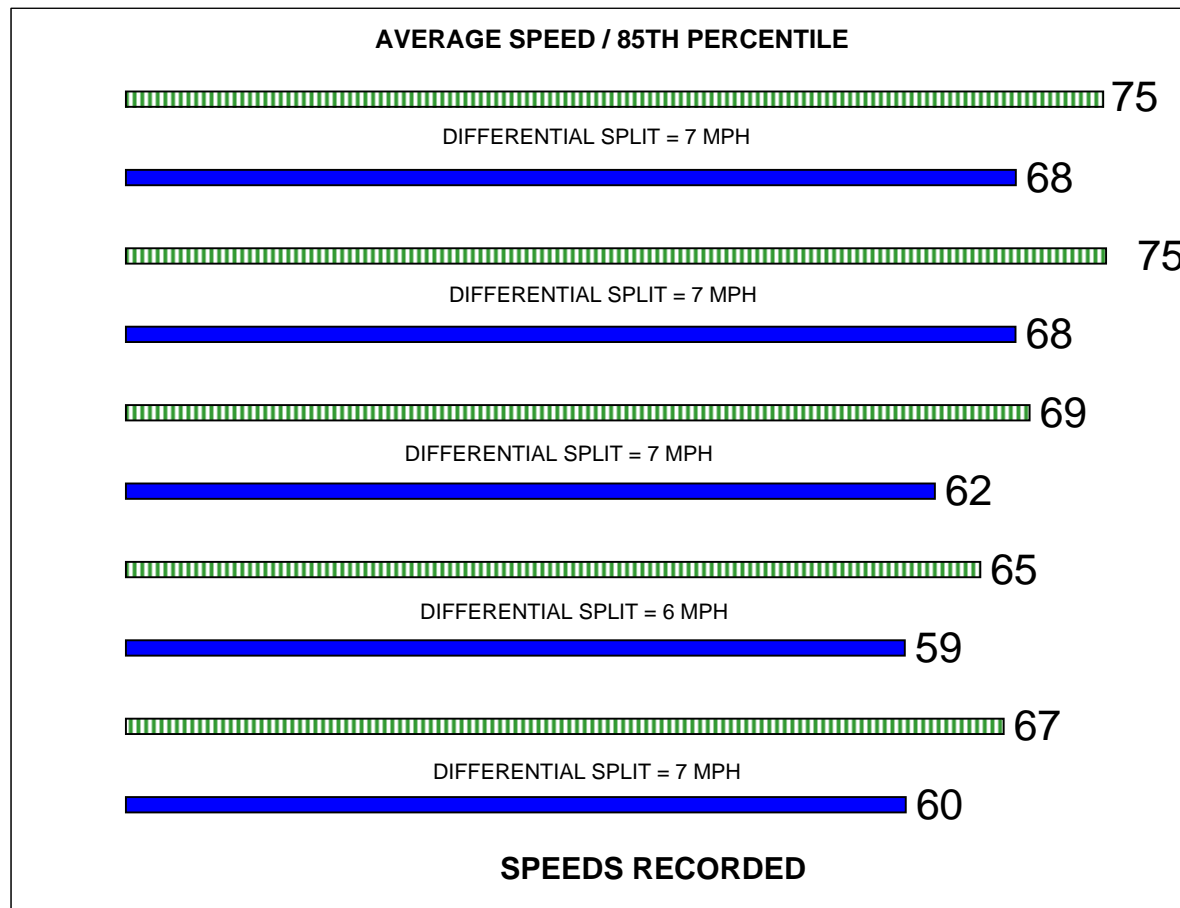 AVERAGE SPEED / 85TH PERCENTILE
75
DIFFERENTIAL SPLIT = 7 MPH
68
75
DIFFERENTIAL SPLIT = 7 MPH
68
69
DIFFERENTIAL SPLIT = 7 MPH
62
65
DIFFERENTIAL SPLIT = 6 MPH
59
67
DIFFERENTIAL SPLIT = 7 MPH
60
SPEEDS RECORDED